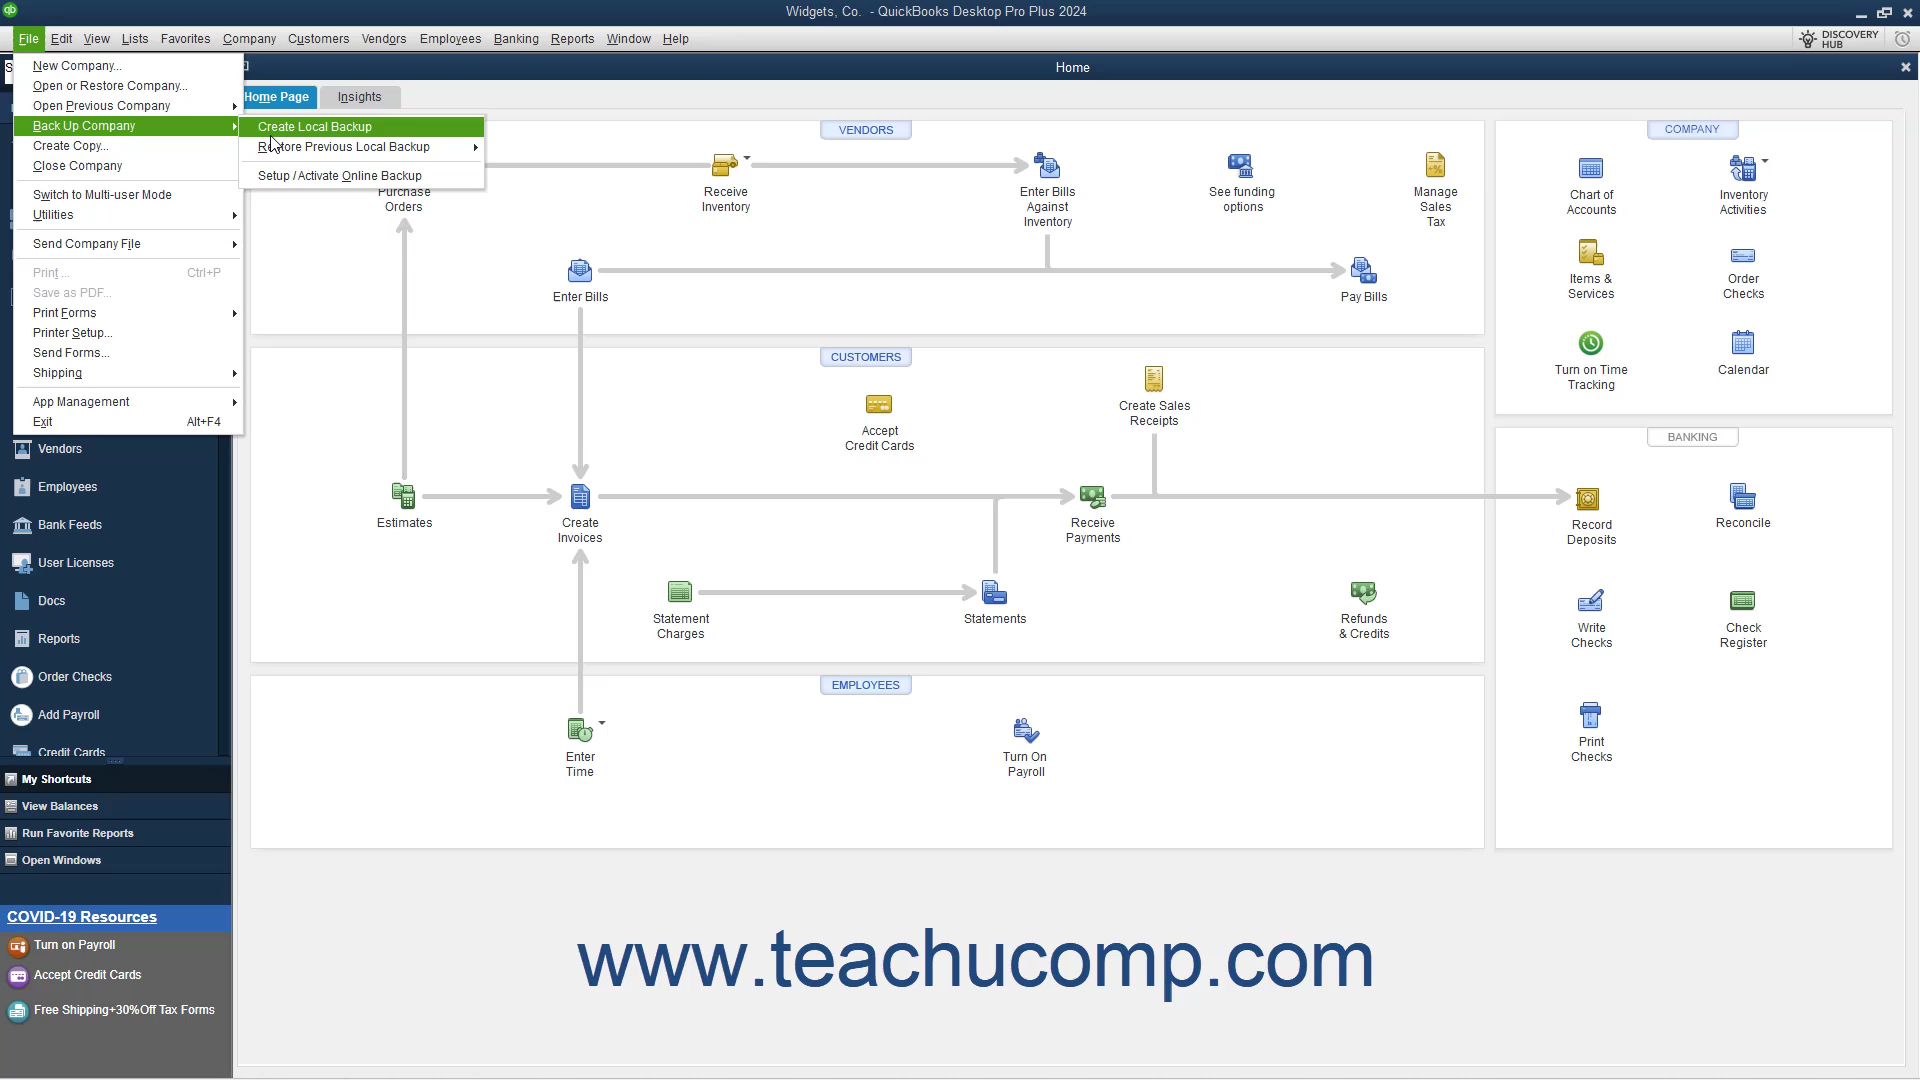 Widgets, Co. - QuickBooks Desktop Pro Plus 2024
File Edit View Lists Favorites Company Customers Vendors Employees Banking Reports Window Help
DISCOVERY
HUB
New Company...
Open or Restore Company...
Open Previous Company
Back Up Company
Create Copy...
Close Company
Switch to Multi-user Mode
Utilities
Send Company File
Print ... Ctrl+P
Save as PDF...
Print Forms
Printer Setup...
Send Forms...
Shipping
App Management
Exit Alt+F4
Create Local Backup
Restore Previous Local Backup
Setup / Activate Online Backup
Home
Home Page
Insights
VENDORS
Purchase
Orders
Receive
Inventory
Enter Bills
Against
Inventory
See funding
options
Manage
Sales
Tax
Enter Bills
Pay Bills
CUSTOMERS
Create Sales
Receipts
Accept
Credit Cards
Estimates
Create
Invoices
Receive
Payments
Statement
Charges
Statements
Refunds
& Credits
EMPLOYEES
Enter
Time
Turn On
Payroll
COMPANY
Chart of
Accounts
Inventory
Activities
Items &
Services
Order
Checks
Turn on Time
Tracking
Calendar
BANKING
Record
Deposits
Reconcile
Write
Checks
Check
Register
Print
Checks
Vendors
Employees
Bank Feeds
User Licenses
Docs
Reports
Order Checks
Add Payroll
Credit Cards
My Shortcuts
View Balances
Run Favorite Reports
Open Windows
COVID-19 Resources
Turn on Payroll
Accept Credit Cards
Free Shipping+30%Off Tax Forms
www.teachucomp.com